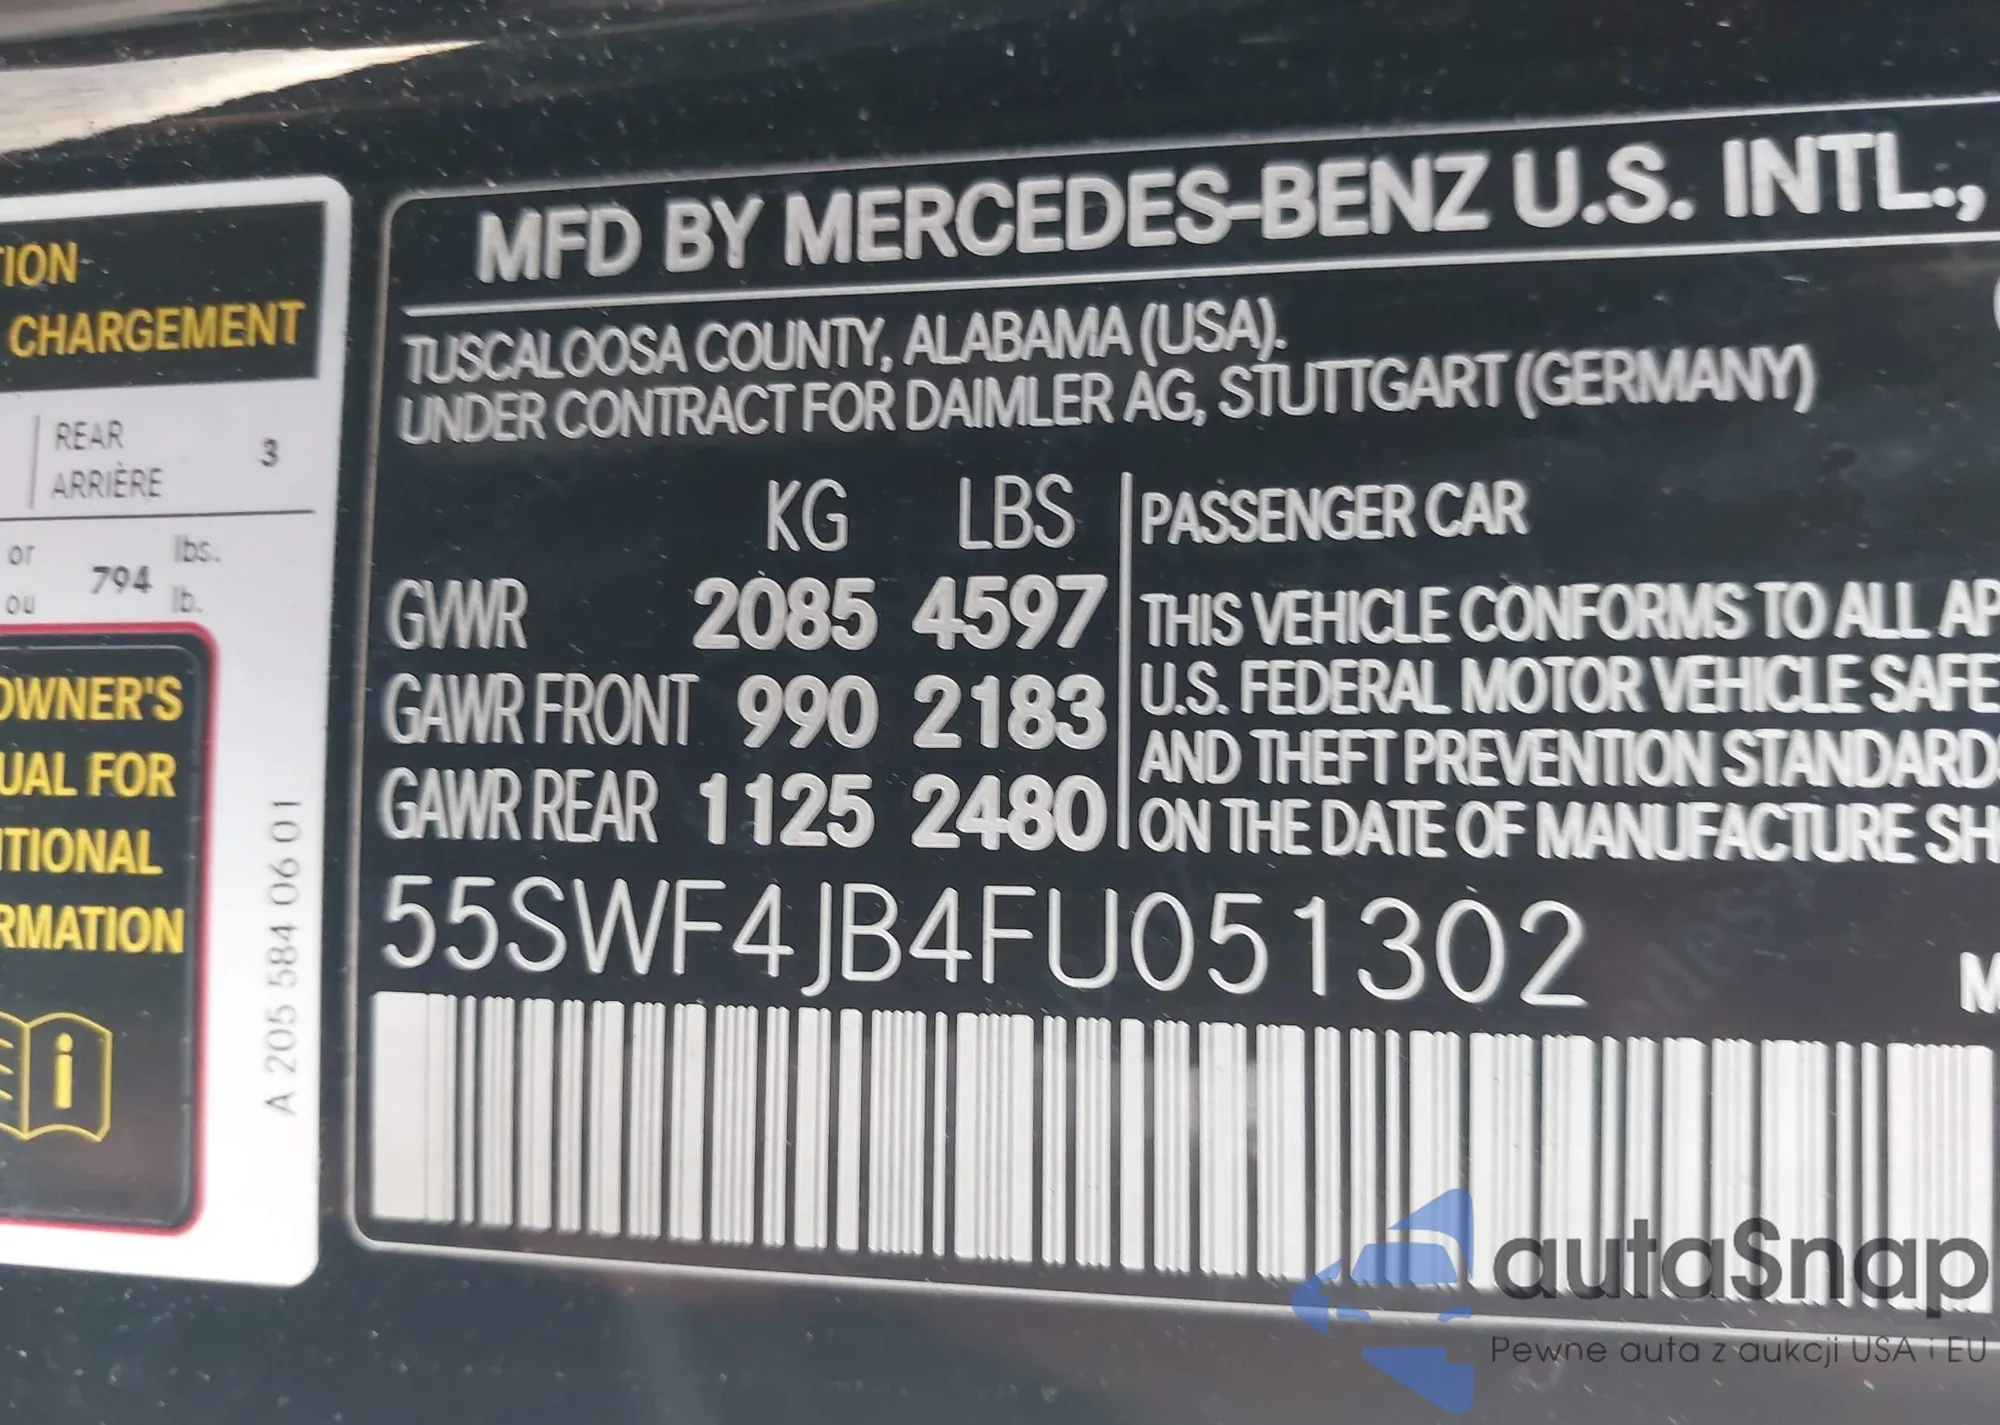 TION
CHARGEMENT
REAR
ARRIÈRE 3
or 794 lbs.
ou lb.
OWNER'S
UAL FOR
ITIONAL
RMATION
i
A 205 584 06 01
MFD BY MERCEDES-BENZ U.S. INTL.,
TUSCALOOSA COUNTY, ALABAMA (USA).
UNDER CONTRACT FOR DAIMLER AG, STUTTGART (GERMANY)
KG LBS
GVWR 2085 4597
GAWR FRONT 990 2183
GAWR REAR 1125 2480
PASSENGER CAR
THIS VEHICLE CONFORMS TO ALL AP
U.S. FEDERAL MOTOR VEHICLE SAFE
AND THEFT PREVENTION STANDARDS
ON THE DATE OF MANUFACTURE SH
55SWF4JB4FU051302
M
autaSnap
Pewne auta z aukcji USA i EU